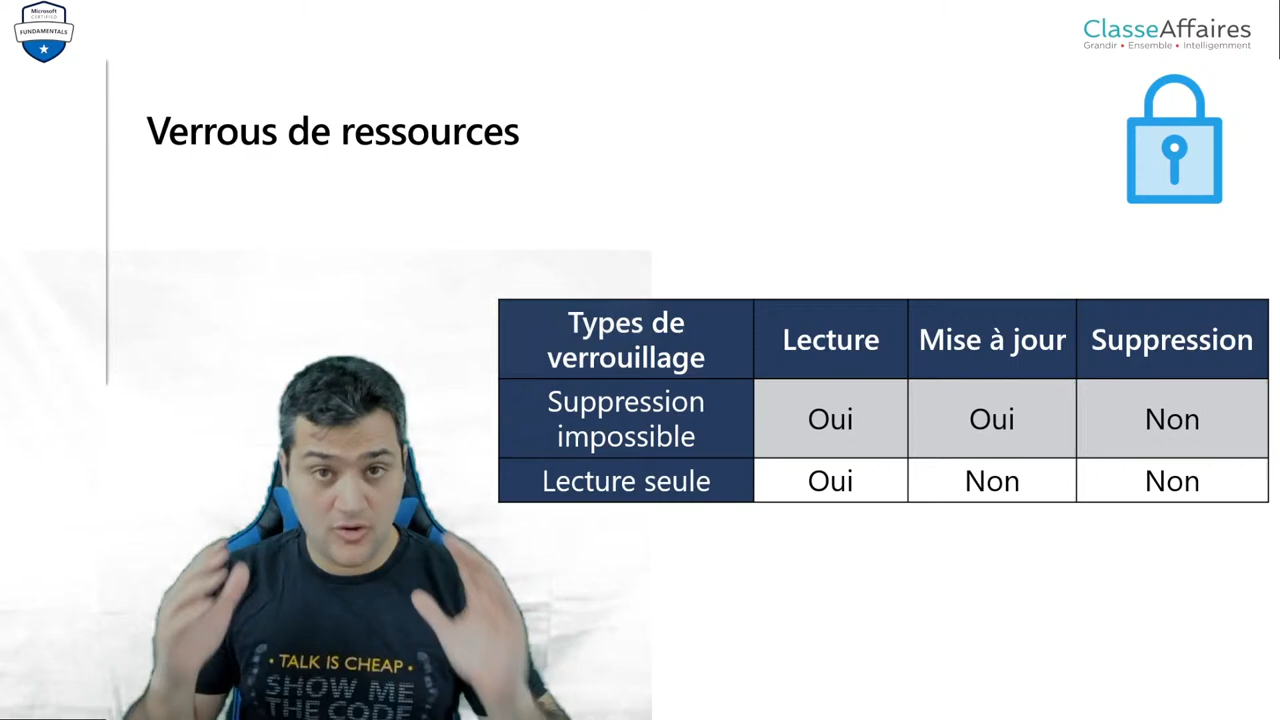 Microsoft
CERTIFIED
FUNDAMENTALS
ClasseAffaires
Grandir • Ensemble • Intelligemment
Verrous de ressources
Types de verrouillage Lecture Mise à jour Suppression
Suppression impossible Oui Oui Non
Lecture seule Oui Non Non
• TALK IS CHEAP •
SHOW ME
THE CODE